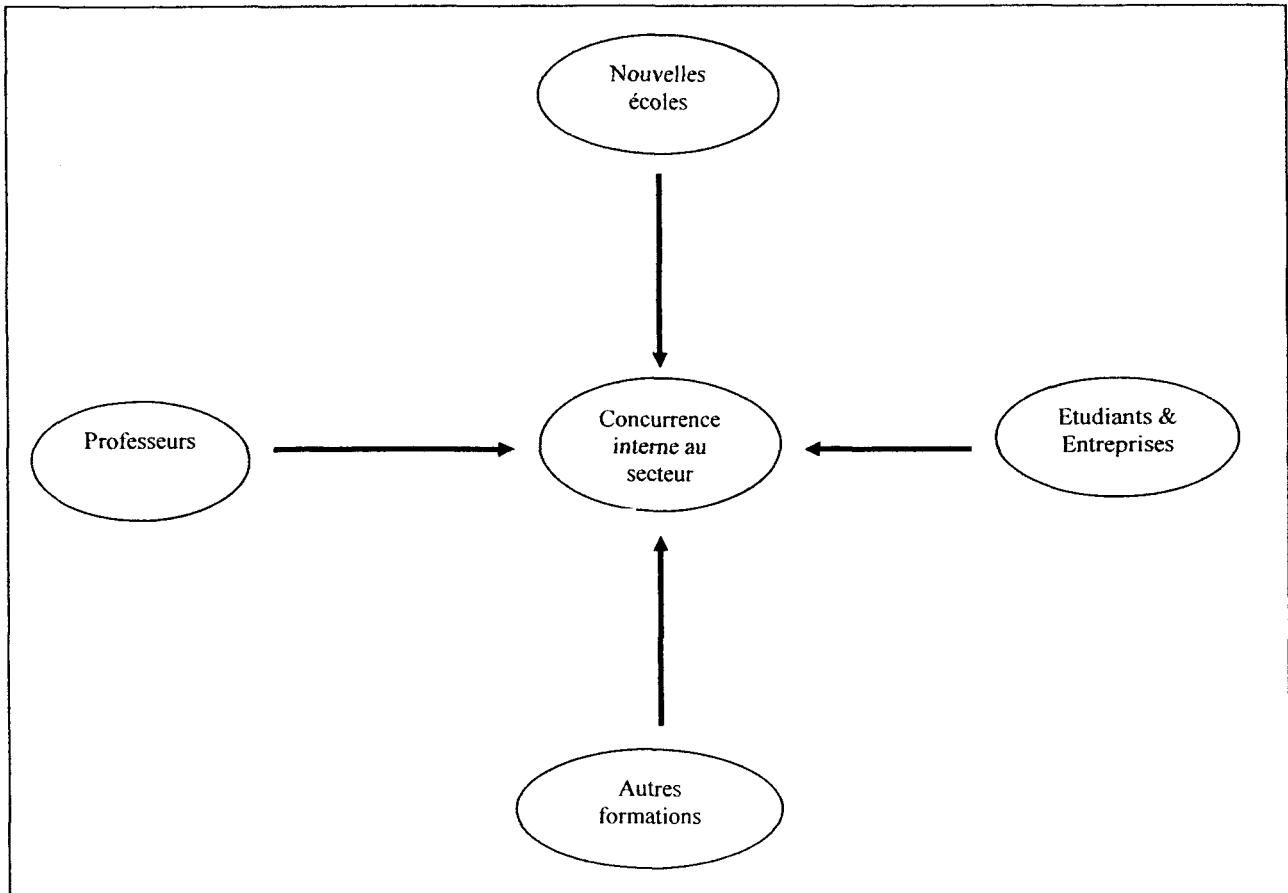 Nouvelles
écoles
Professeurs
Concurrence
interne au
secteur
Etudiants &
Entreprises
Autres
formations